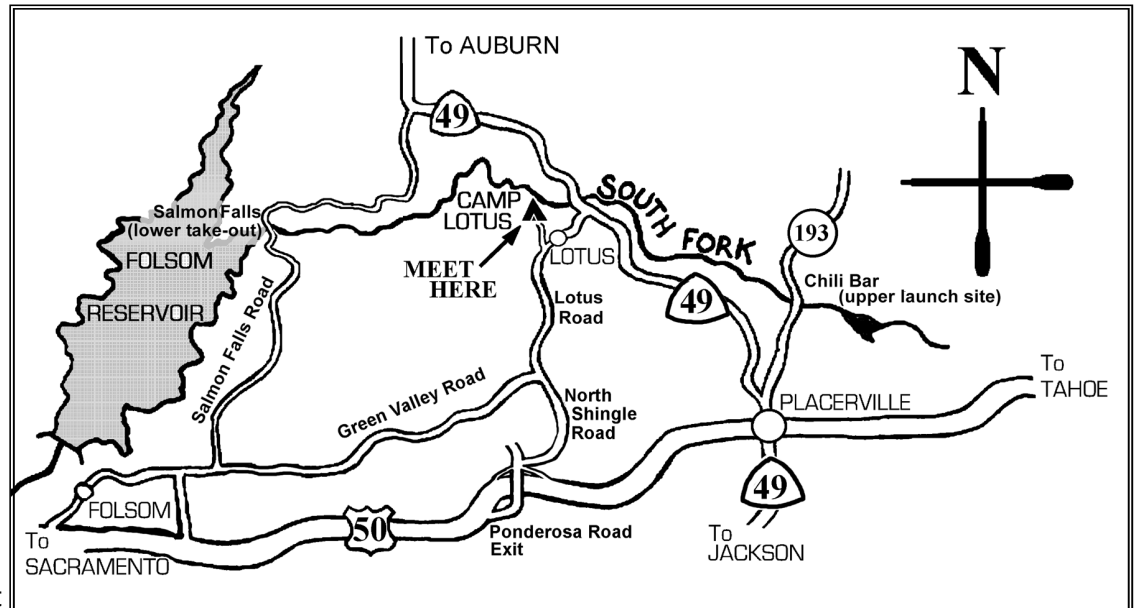 To AUBURN
N
49
Salmon Falls
(lower take-out)
CAMP
LOTUS
SOUTH FORK
193
FOLSOM
RESERVOIR
MEET
HERE
LOTUS
Chili Bar
(upper launch site)
49
Lotus
Road
Salmon Falls Road
Green Valley Road
North
Shingle
Road
PLACERVILLE
To
TAHOE
FOLSOM
50
Ponderosa Road
Exit
49
To
JACKSON
To
SACRAMENTO